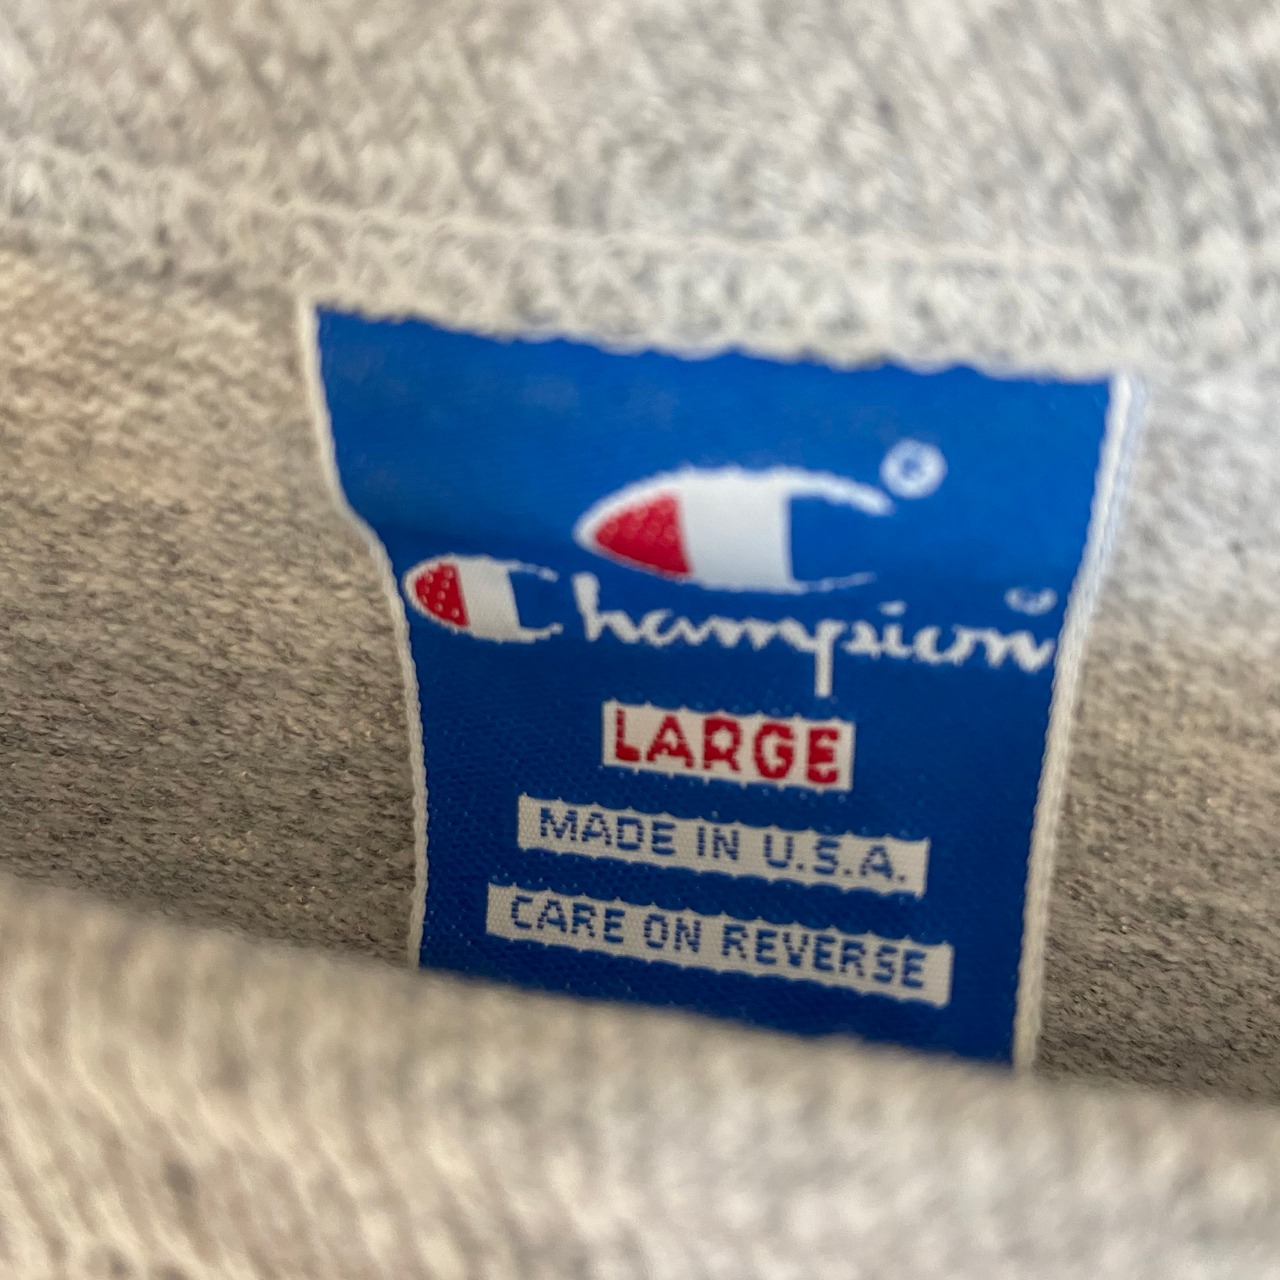 Champion
LARGE
MADE IN U.S.A.
CARE ON REVERSE